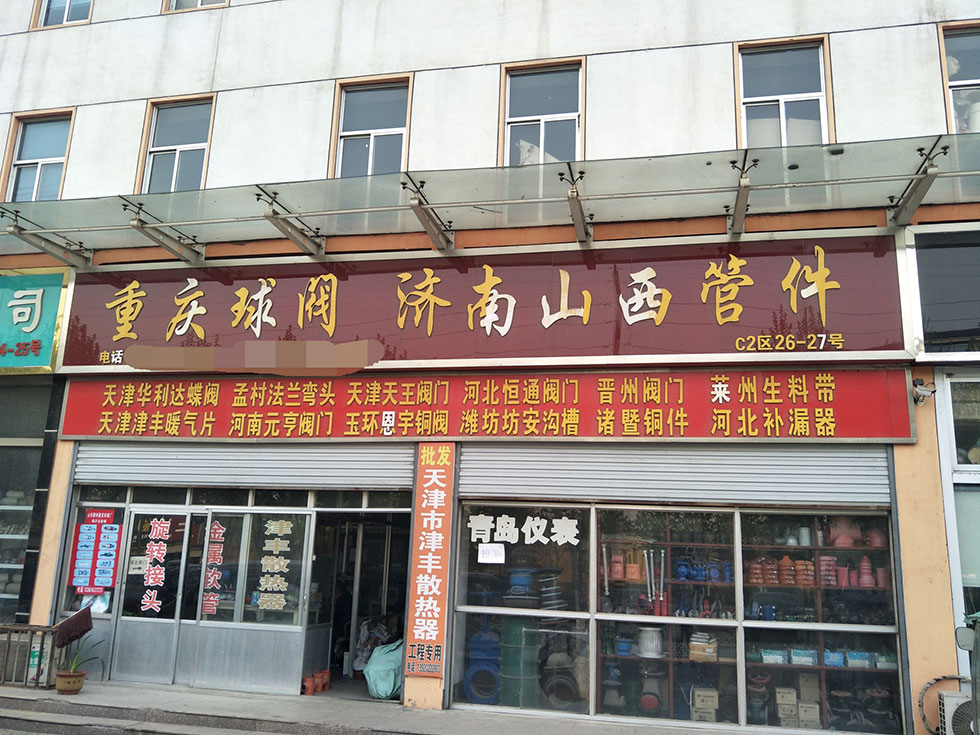 司
4-25号
重庆球阀 济南山西管件
电话
C2区26-27号
天津华利达蝶阀 孟村法兰弯头 天津天王阀门 河北恒通阀门 晋州阀门 莱州生料带
天津津丰暖气片 河南元亨阀门 玉环恩宇铜阀 潍坊坊安沟槽 诸暨铜件 河北补漏器
批发
天津市津丰散热器
工程专用
旋转接头
金属软管
津丰散热器
青岛仪表